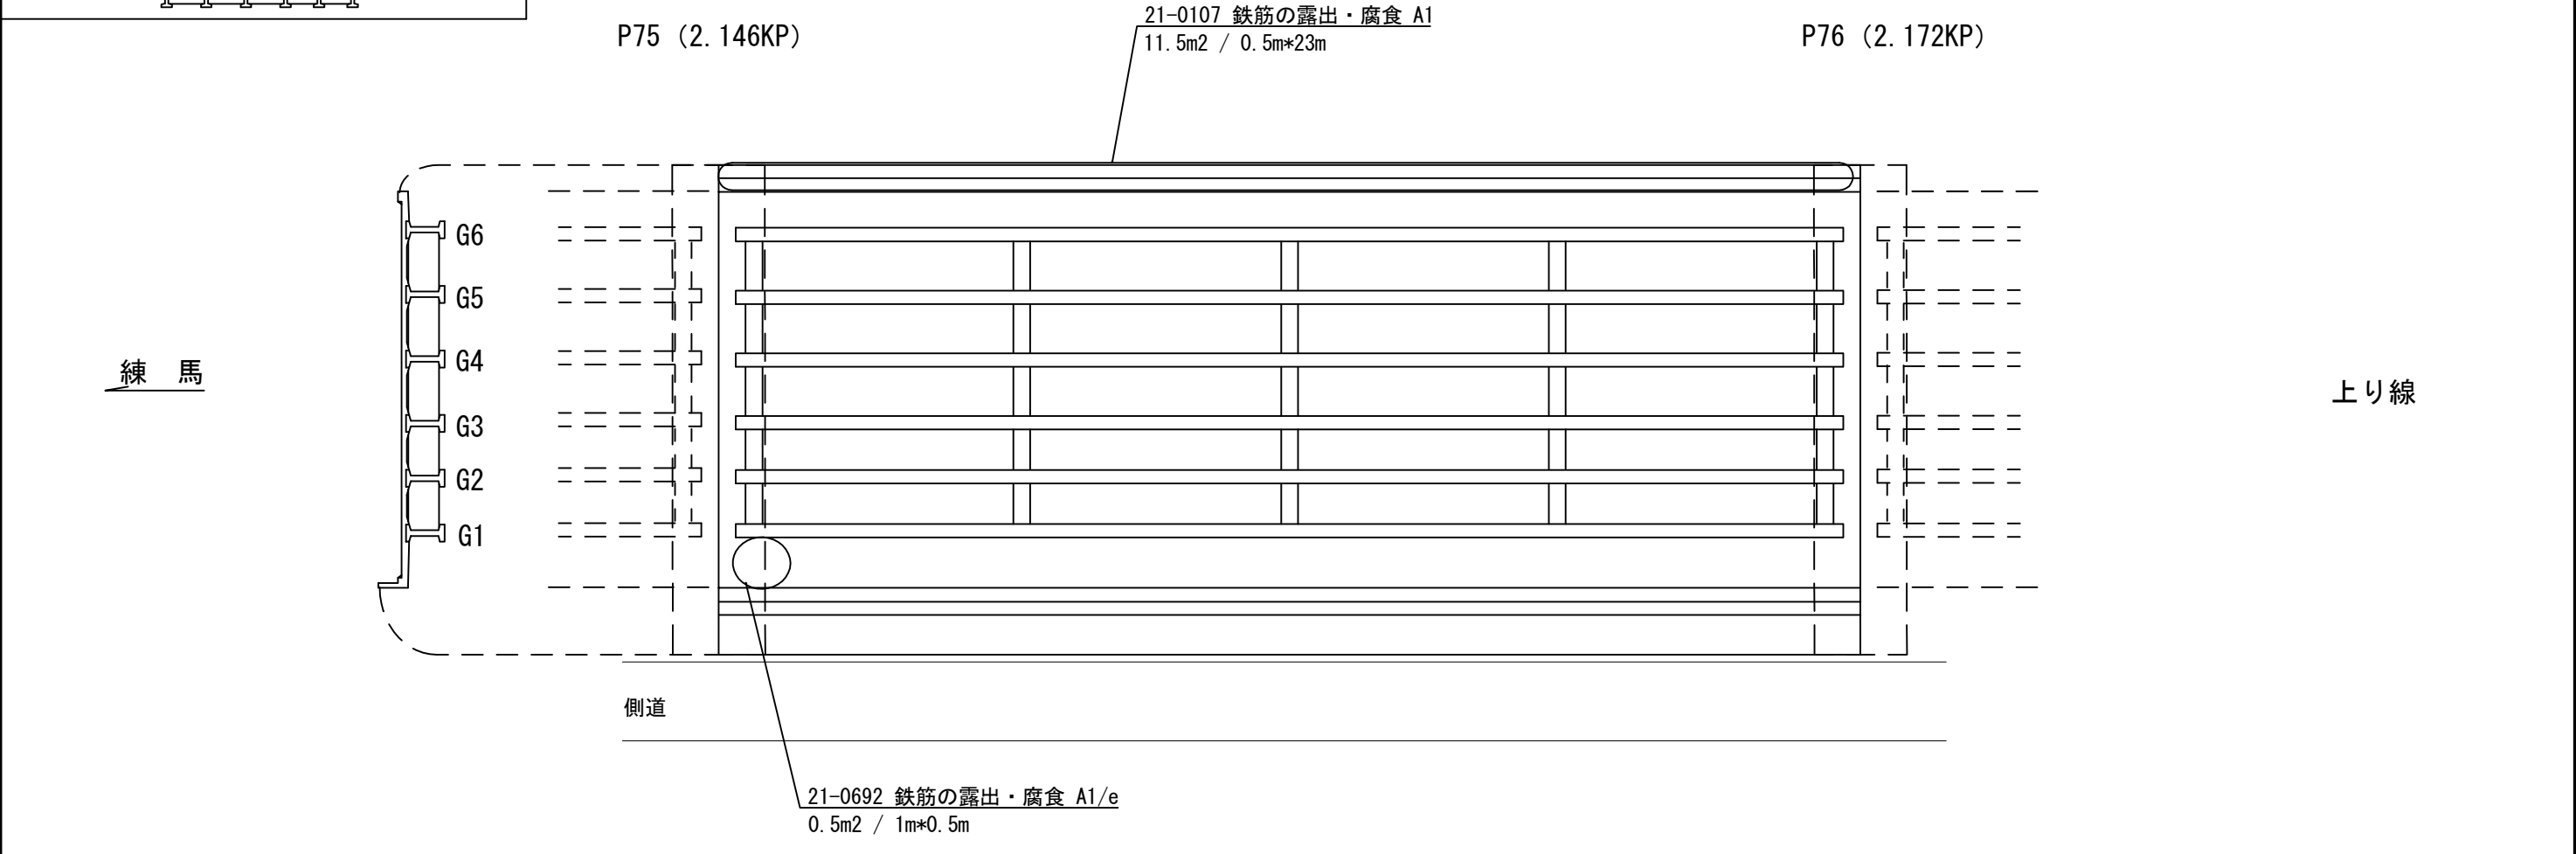 21-0107 鉄筋の露出・腐食 A1
11.5m2 / 0.5m*23m
P75 (2.146KP)
P76 (2.172KP)
G6
G5
G4
G3
G2
G1
練　馬
上り線
側道
21-0692 鉄筋の露出・腐食 A1/e
0.5m2 / 1m*0.5m